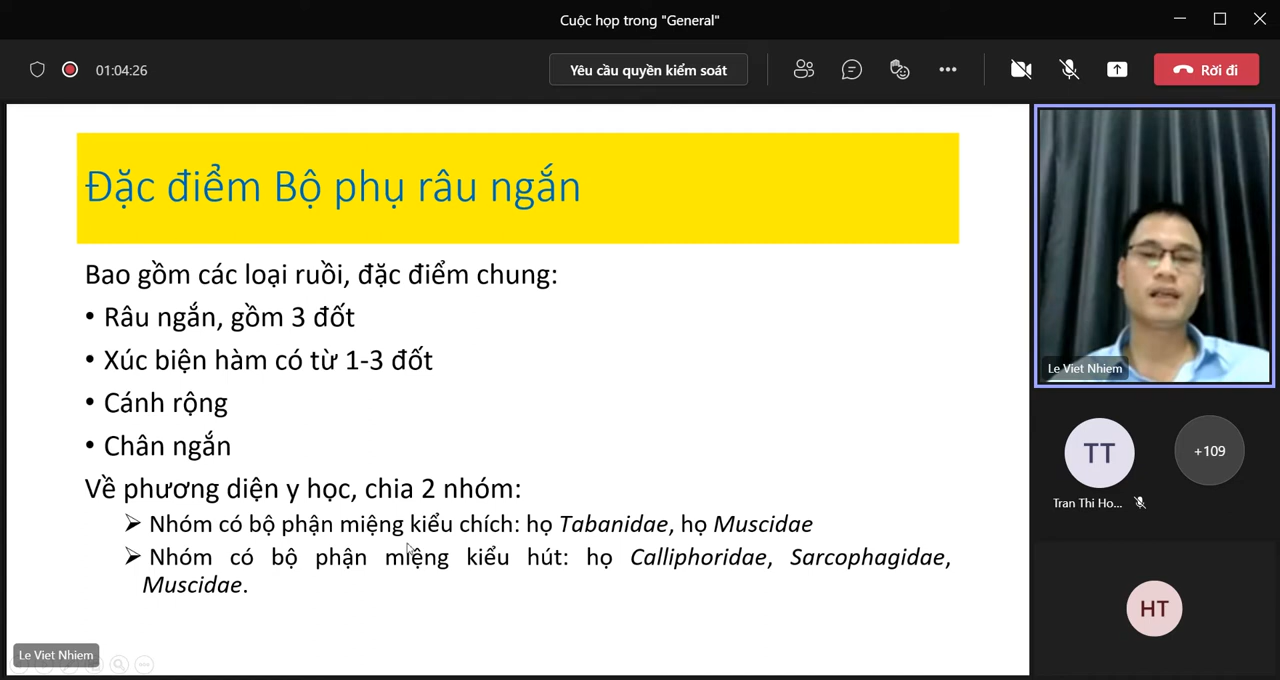 Cuộc họp trong "General"
01:04:26
Yêu cầu quyền kiểm soát
Rời đi
Đặc điểm Bộ phụ râu ngắn
Bao gồm các loại ruồi, đặc điểm chung:
• Râu ngắn, gồm 3 đốt
• Xúc biện hàm có từ 1-3 đốt
• Cánh rộng
• Chân ngắn
Về phương diện y học, chia 2 nhóm:
➢ Nhóm có bộ phận miệng kiểu chích: họ Tabanidae, họ Muscidae
➢ Nhóm có bộ phận miệng kiểu hút: họ Calliphoridae, Sarcophagidae,
Muscidae.
Le Viet Nhiem
Le Viet Nhiem
TT
+109
Tran Thi Ho...
HT